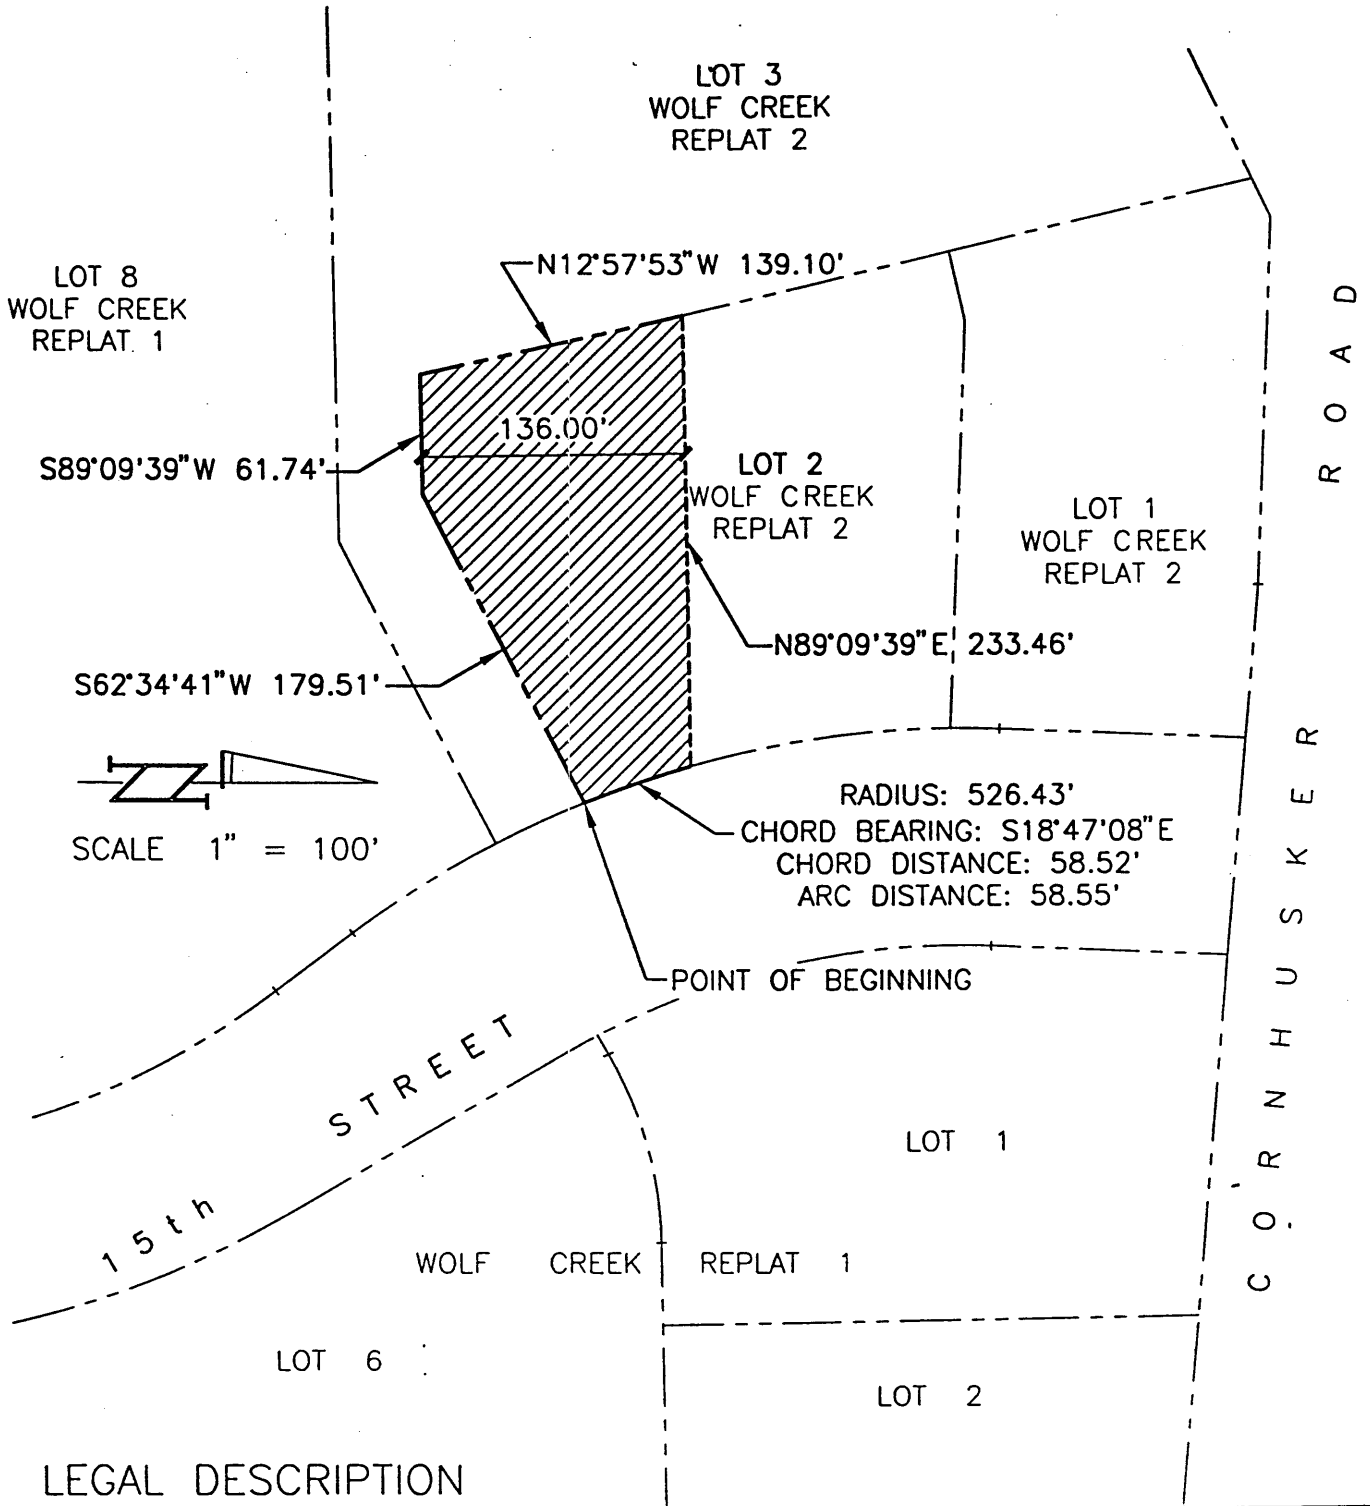 LOT 3
WOLF CREEK
REPLAT 2
LOT 8
WOLF CREEK
REPLAT 1
N12°57'53"W 139.10'
136.00'
S89°09'39"W 61.74'
LOT 2
WOLF CREEK
REPLAT 2
LOT 1
WOLF CREEK
REPLAT 2
N89°09'39"E 233.46'
S62°34'41"W 179.51'
N
SCALE 1" = 100'
RADIUS: 526.43'
CHORD BEARING: S18°47'08"E
CHORD DISTANCE: 58.52'
ARC DISTANCE: 58.55'
POINT OF BEGINNING
15th STREET
CORNHUSKER ROAD
LOT 1
WOLF CREEK REPLAT 1
LOT 6
LOT 2
LEGAL DESCRIPTION